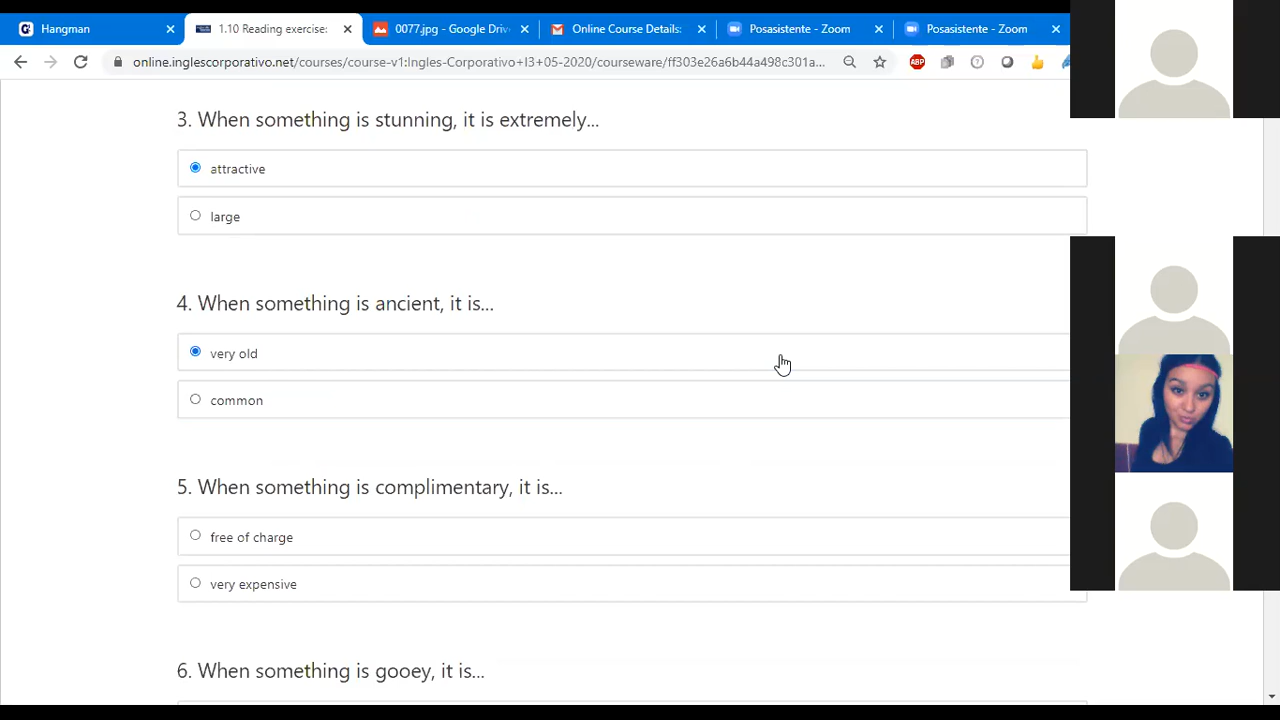 Hangman
1.10 Reading exercise:
0077.jpg - Google Driv
Online Course Details:
Posasistente - Zoom
Posasistente - Zoom
online.inglescorporativo.net/courses/course-v1:Ingles-Corporativo+I3+05-2020/courseware/ff303e26a6b44a498c301a...
ABP
3. When something is stunning, it is extremely...
attractive
large
4. When something is ancient, it is...
very old
common
5. When something is complimentary, it is...
free of charge
very expensive
6. When something is gooey, it is...